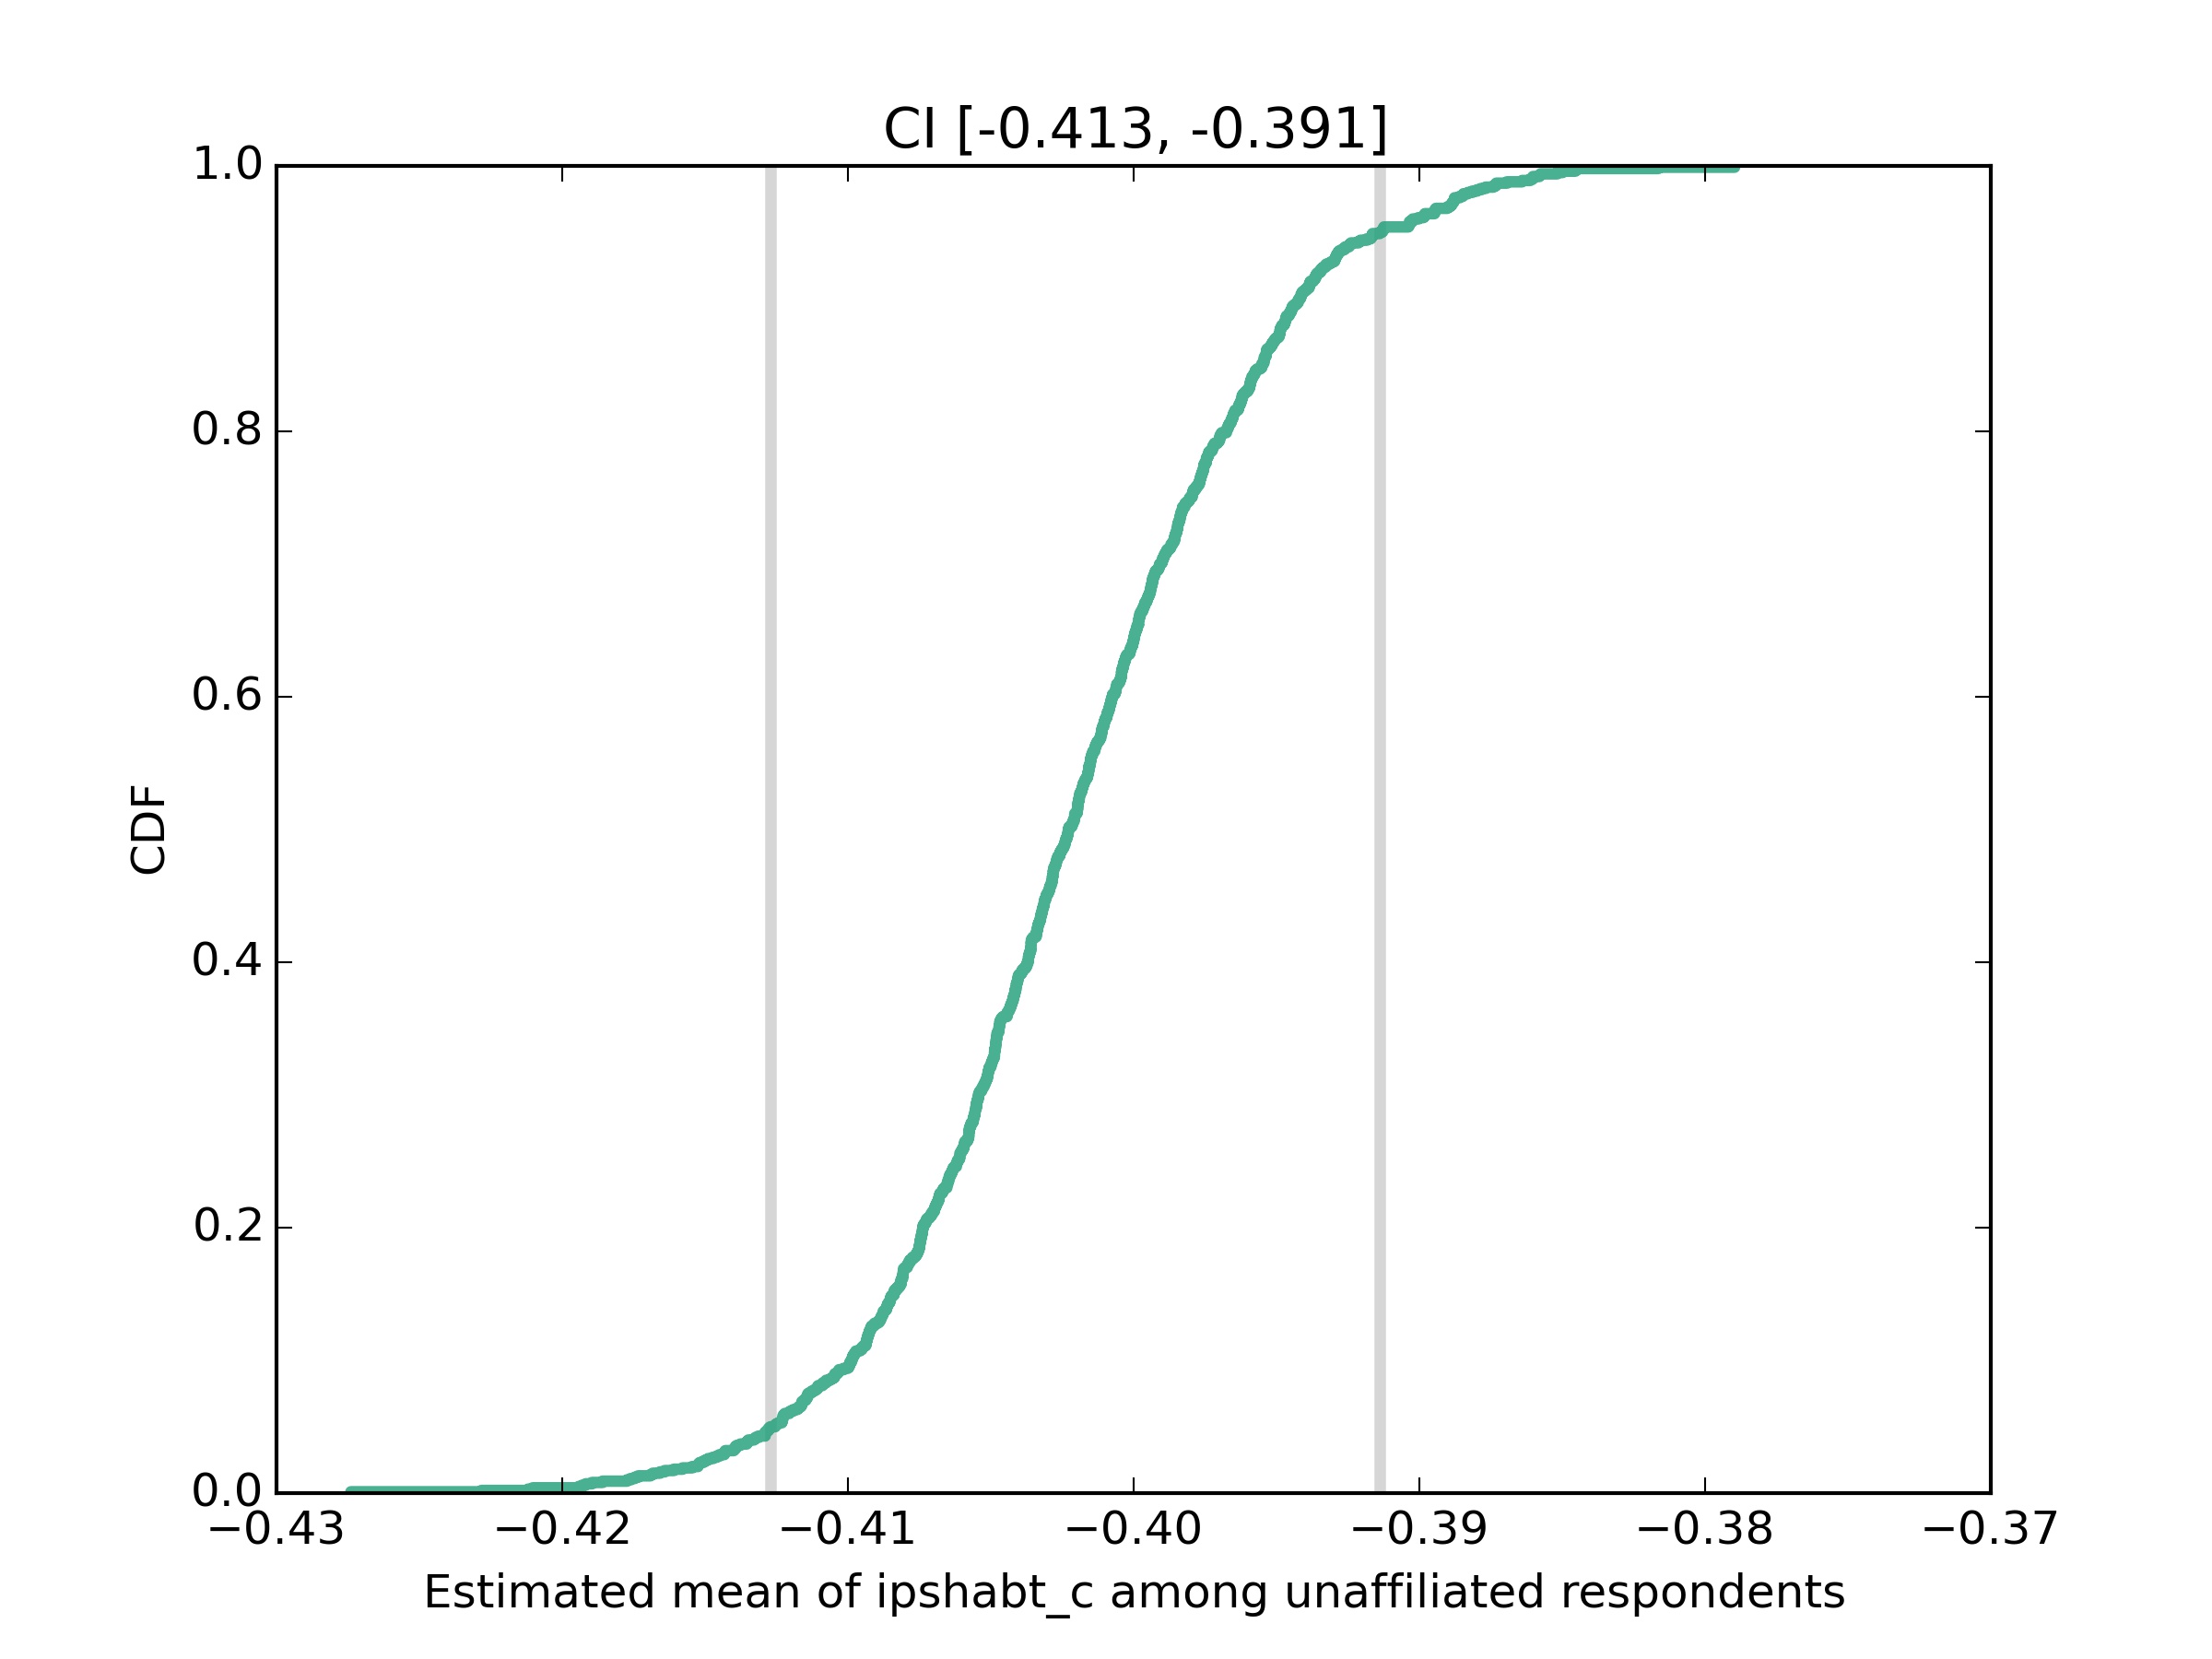 CI [-0.413, -0.391]
1.0
0.8
0.6
0.4
0.2
0.0
CDF
−0.43 −0.42 −0.41 −0.40 −0.39 −0.38 −0.37
Estimated mean of ipshabt_c among unaffiliated respondents